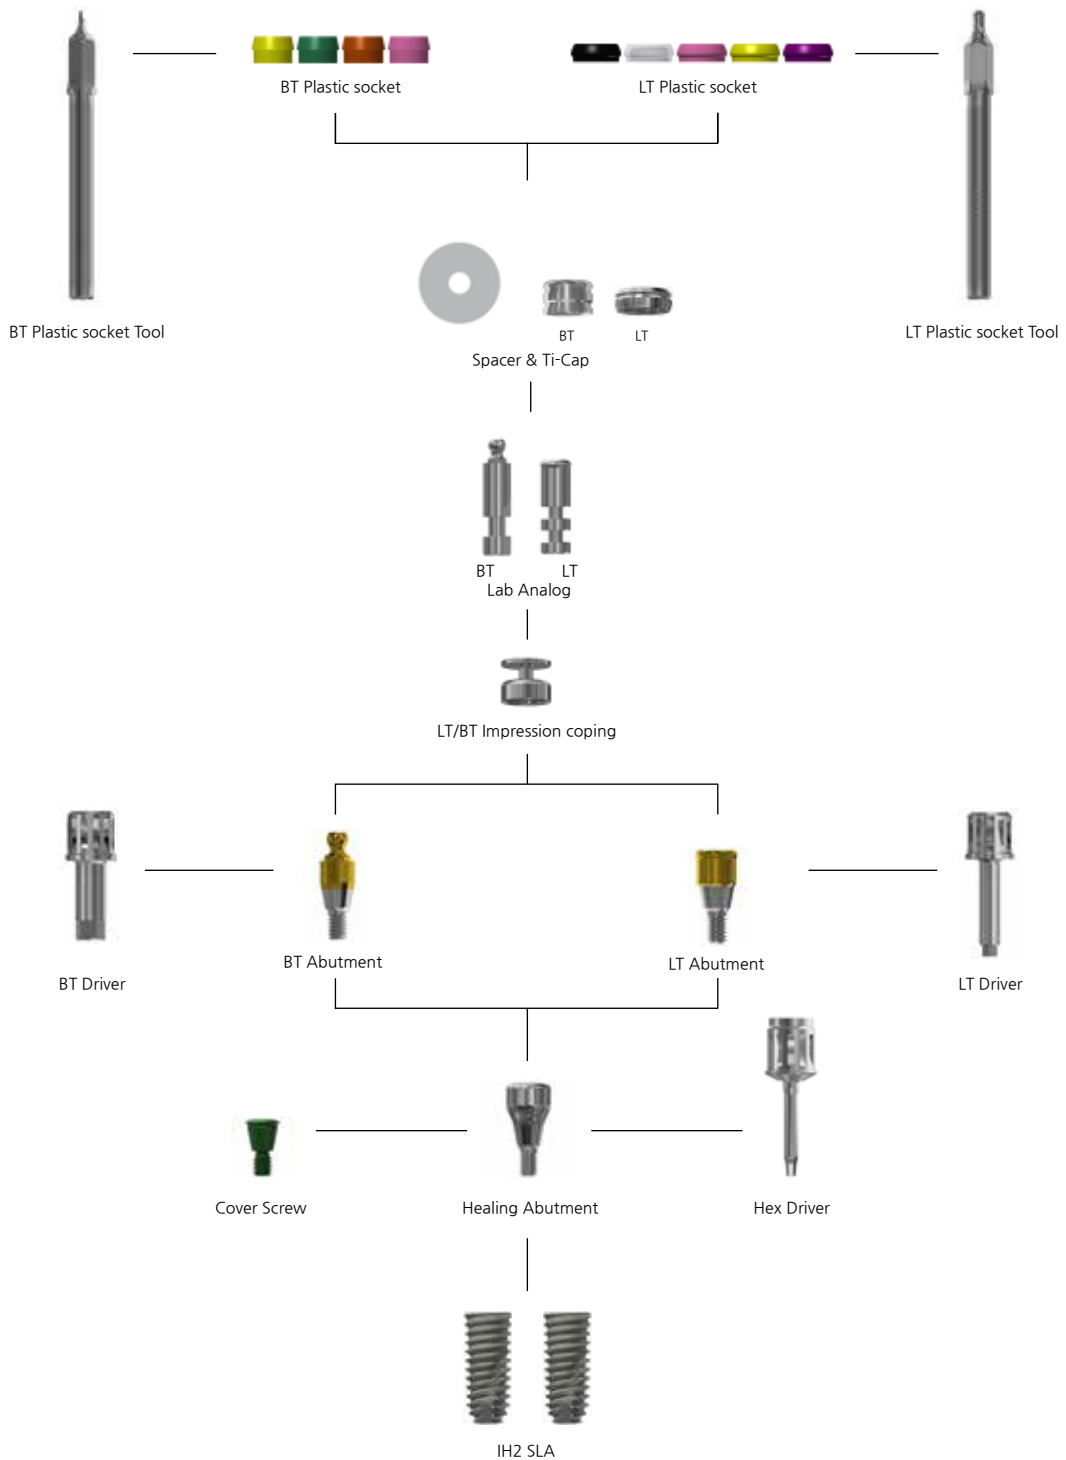 BT Plastic socket
LT Plastic socket
BT Plastic socket Tool
LT Plastic socket Tool
BT
LT
Spacer & Ti-Cap
BT
LT
Lab Analog
LT/BT Impression coping
BT Abutment
LT Abutment
BT Driver
LT Driver
Cover Screw
Healing Abutment
Hex Driver
IH2 SLA